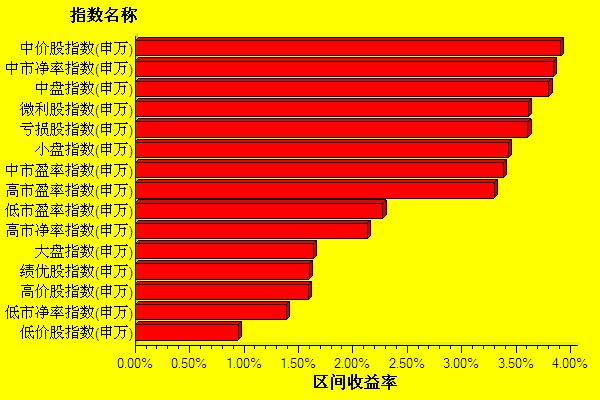 指数名称
中价股指数(申万)
中市净率指数(申万)
中盘指数(申万)
微利股指数(申万)
亏损股指数(申万)
小盘指数(申万)
中市盈率指数(申万)
高市盈率指数(申万)
低市盈率指数(申万)
高市净率指数(申万)
大盘指数(申万)
绩优股指数(申万)
高价股指数(申万)
低市净率指数(申万)
低价股指数(申万)
0.00% 0.50% 1.00% 1.50% 2.00% 2.50% 3.00% 3.50% 4.00%
区间收益率